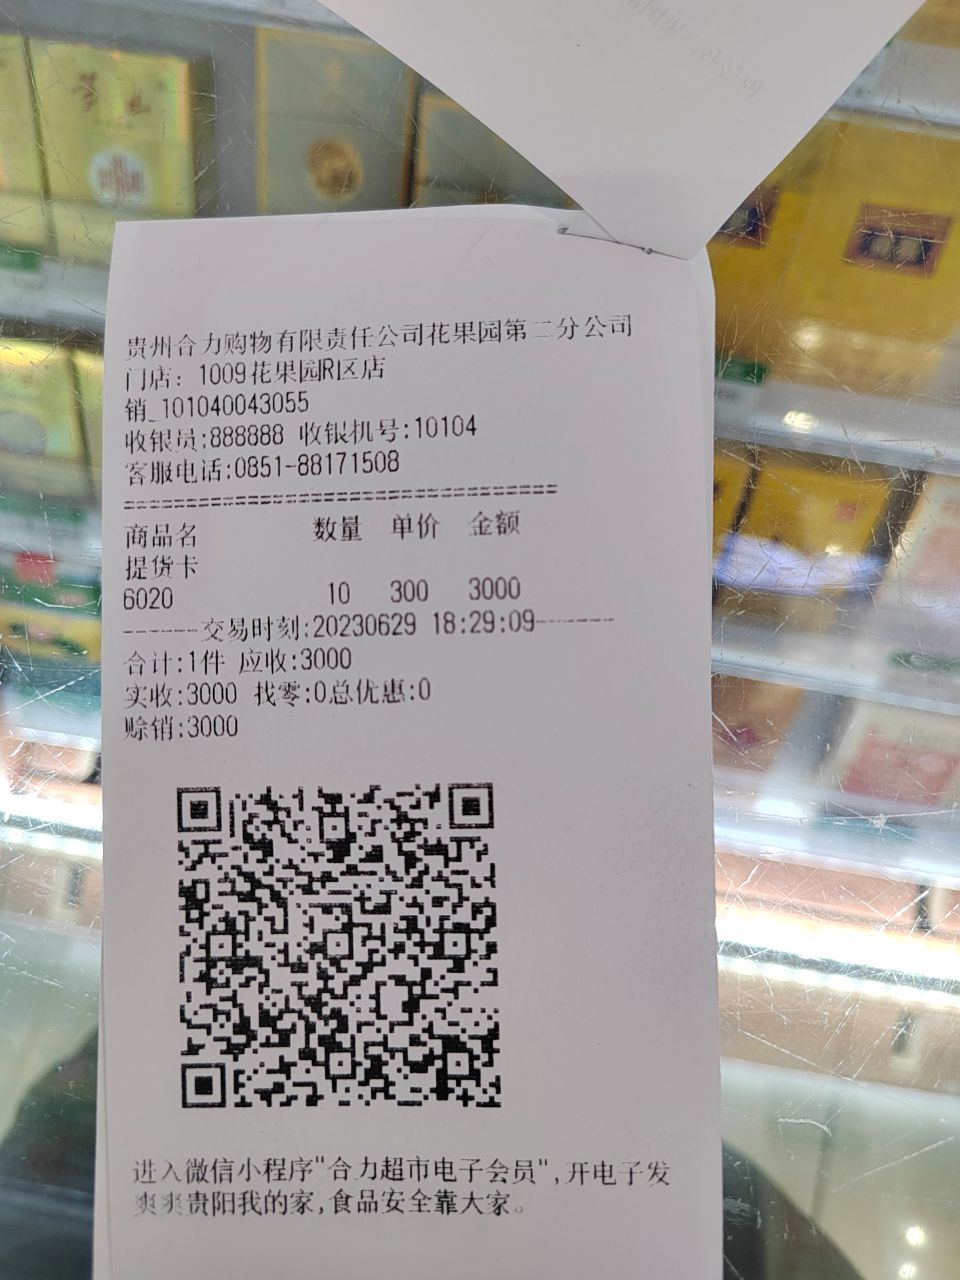 贵州合力购物有限责任公司花果园第二分公司
门店: 1009花果园R区店
销_101040043055
收银员:888888 收银机号:10104
客服电话:0851-88171508
商品名 数量 单价 金额
提货卡
6020 10 300 3000
-------交易时刻:20230629 18:29:09-------
合计:1件 应收:3000
实收:3000 找零:0总优惠:0
赊销:3000
进入微信小程序"合力超市电子会员",开电子发
爽爽贵阳我的家,食品安全靠大家。